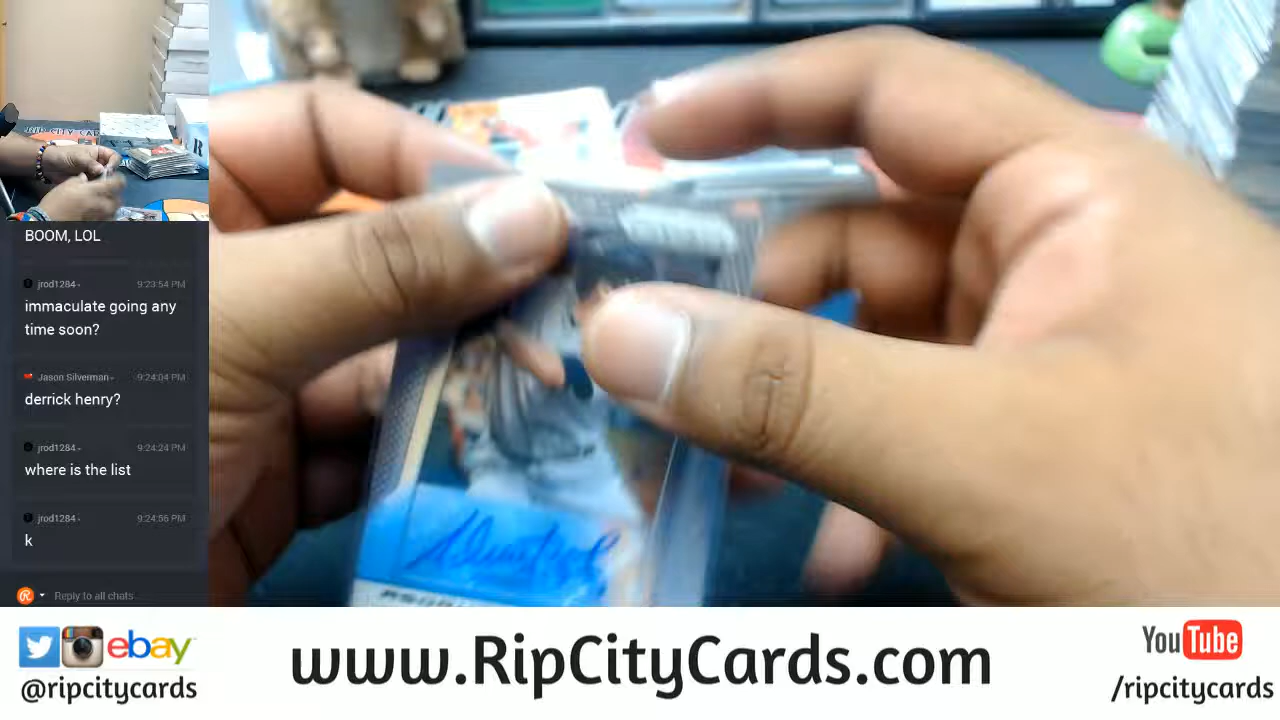 BOOM, LOL
jrod1284
9:23:54 PM
immaculate going any
time soon?
Jason Silverman
9:24:04 PM
derrick henry?
jrod1284
9:24:24 PM
where is the list
jrod1284
9:24:56 PM
k
Reply to all chats
ebay
@ripcitycards
www.RipCityCards.com
YouTube
/ripcitycards